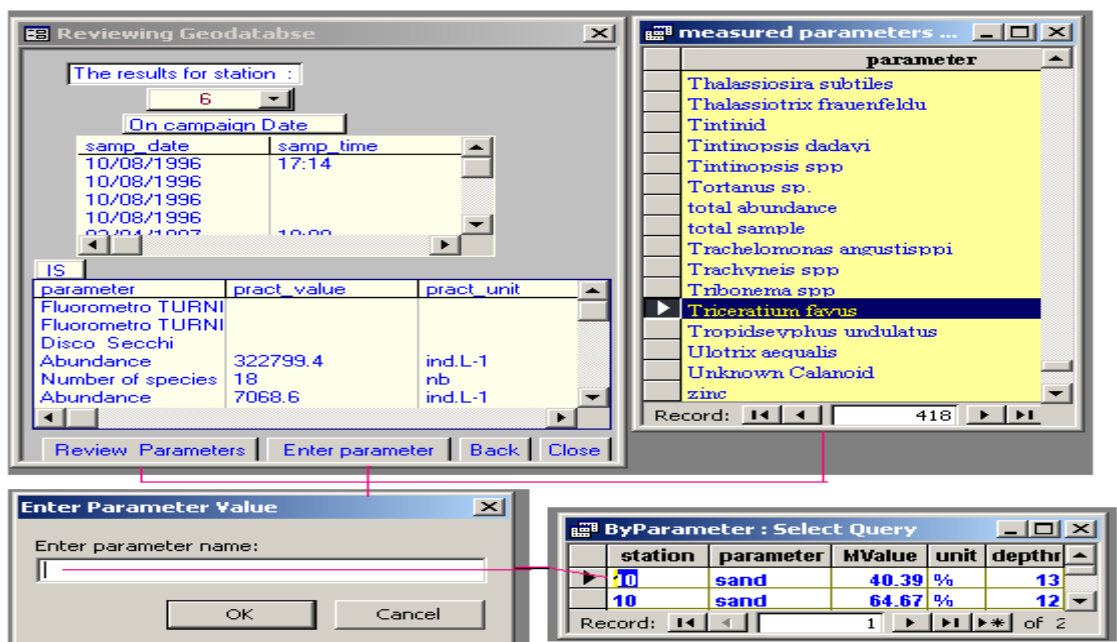 Reviewing Geodatabse
The results for station :
6
On campaign Date
samp_date samp_time
10/08/1996 17:14
10/08/1996
10/08/1996
10/08/1996
IS
parameter pract_value pract_unit
Fluorometro TURNI
Fluorometro TURNI
Disco Secchi
Abundance 322799.4 ind.L-1
Number of species 18 nb
Abundance 7068.6 ind.L-1
Review Parameters Enter parameter Back Close
measured parameters ...
parameter
Thalassiosira subtiles
Thalassiotrix frauenfeldu
Tintinid
Tintinopsis dadayi
Tintinopsis spp
Tortanus sp.
total abundance
total sample
Trachelomonas angustisppi
Trachyneis spp
Tribonema spp
Triceratium favus
Tropidseyphus undulatus
Ulotrix aequalis
Unknown Calanoid
zinc
Record: 418
Enter Parameter Value
Enter parameter name:
OK Cancel
ByParameter : Select Query
station parameter MValue unit depthr
10 sand 40.39 % 13
10 sand 64.67 % 12
Record: 1 of 2